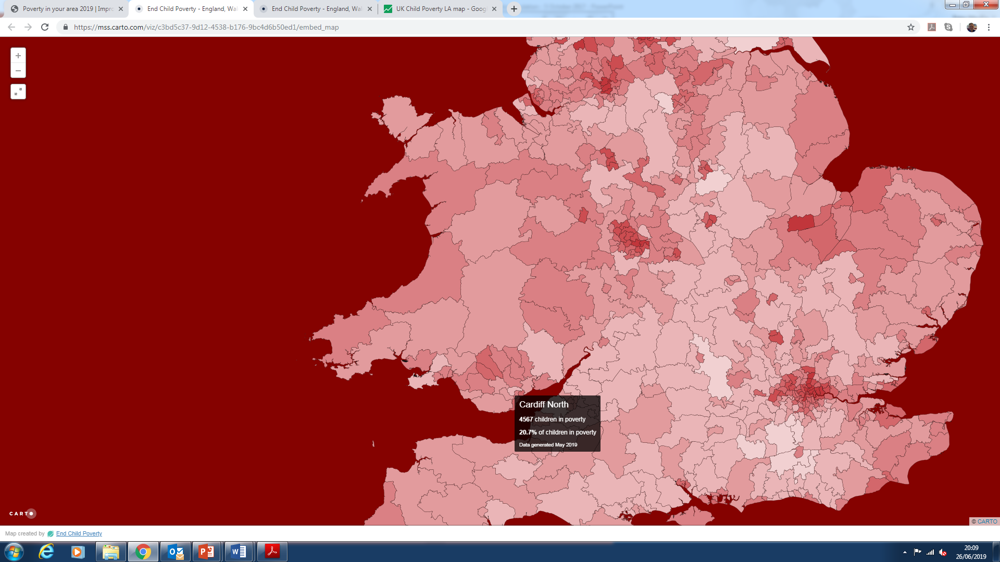 Poverty in your area 2019 | Impro
End Child Poverty - England, Wal
End Child Poverty - England, Wal
UK Child Poverty LA map - Googl
https://mss.carto.com/viz/c3bd5c37-9d12-4538-b176-9bc4d6b50ed1/embed_map
+
−
Cardiff North
4567 children in poverty
20.7% of children in poverty
Data generated May 2019
CARTO
© CARTO
Map created by End Child Poverty
20:09
26/06/2019